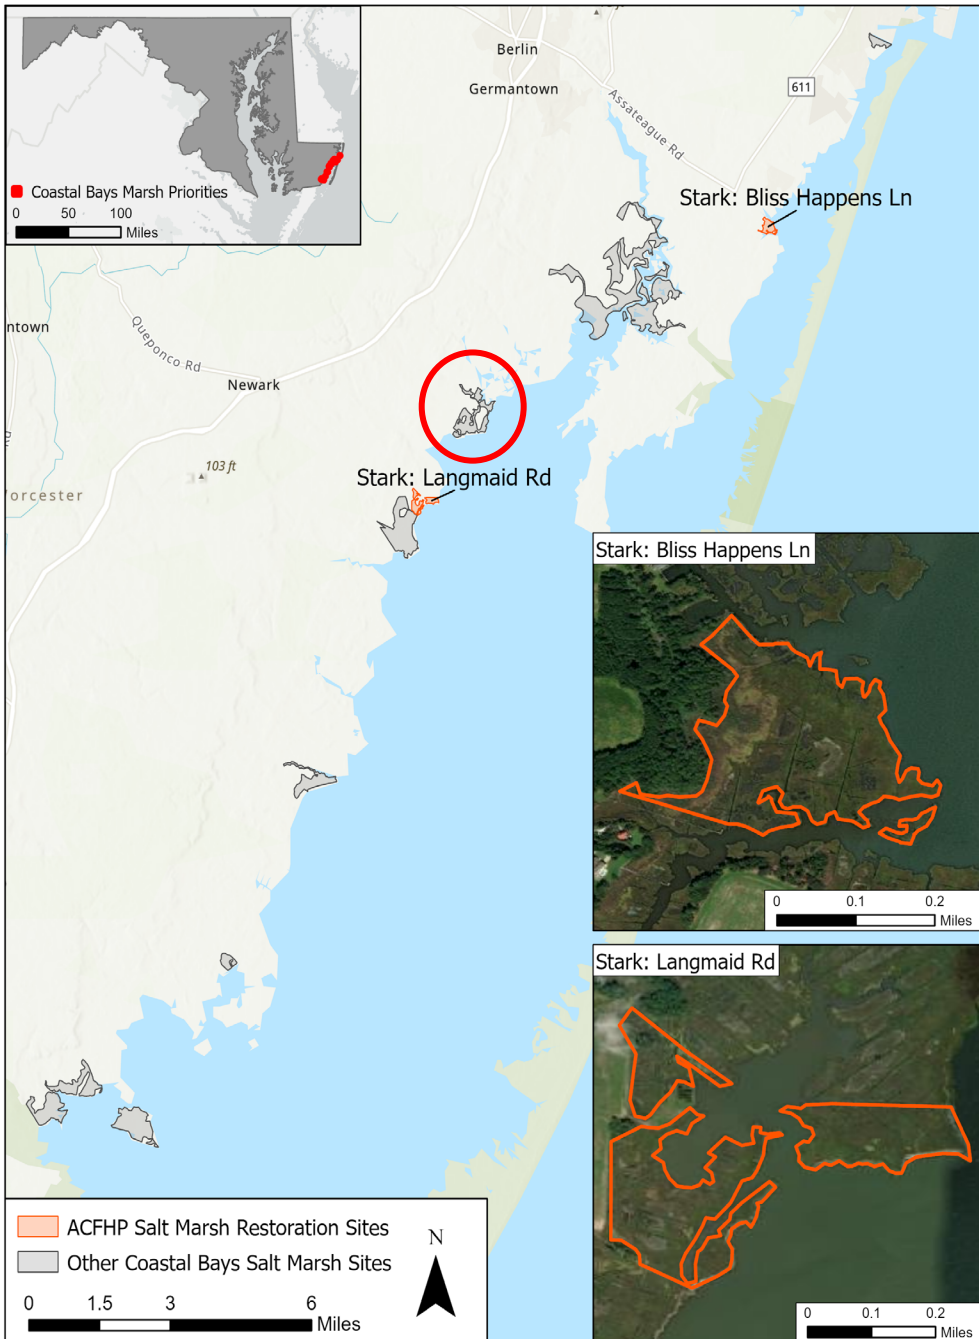 Berlin
Germantown
611
Assateague Rd
Coastal Bays Marsh Priorities
0 50 100
Miles
Stark: Bliss Happens Ln
ntown
Queponco Rd
Newark
103 ft
orcester
Stark: Langmaid Rd
Stark: Bliss Happens Ln
0 0.1 0.2
Miles
Stark: Langmaid Rd
ACFHP Salt Marsh Restoration Sites
Other Coastal Bays Salt Marsh Sites
N
0 1.5 3 6
Miles
0 0.1 0.2
Miles